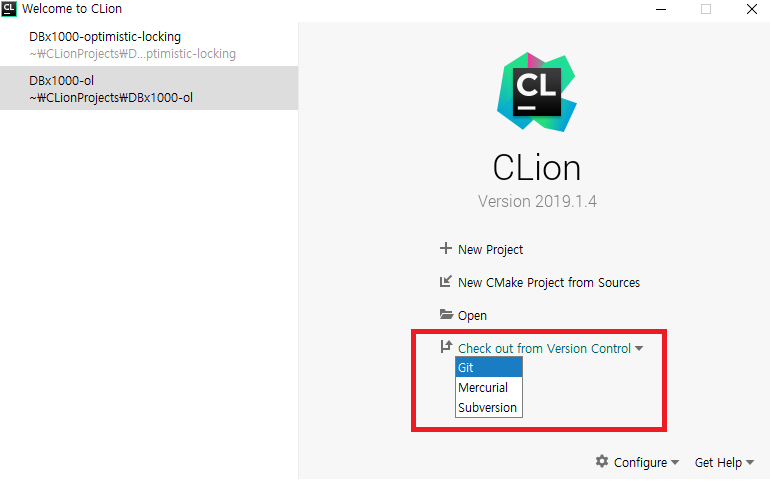 Welcome to CLion
DBx1000-optimistic-locking
~₩CLionProjects₩D...ptimistic-locking
DBx1000-ol
~₩CLionProjects₩DBx1000-ol
CL
CLion
Version 2019.1.4
New Project
New CMake Project from Sources
Open
Check out from Version Control
Git
Mercurial
Subversion
Configure
Get Help